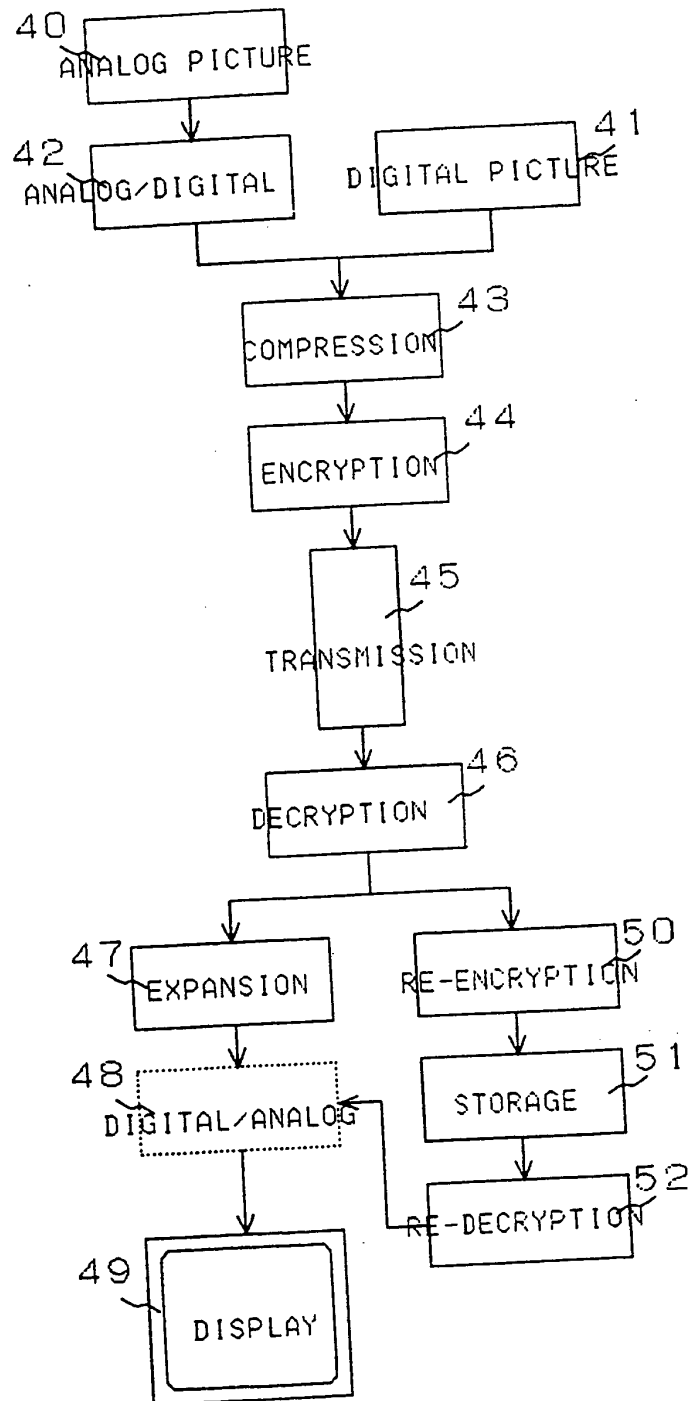 40
ANALOG PICTURE
42
ANALOG/DIGITAL
41
DIGITAL PICTURE
43
COMPRESSION
44
ENCRYPTION
45
TRANSMISSION
46
DECRYPTION
47
EXPANSION
50
RE-ENCRYPTION
48
DIGITAL/ANALOG
51
STORAGE
52
RE-DECRYPTION
49
DISPLAY